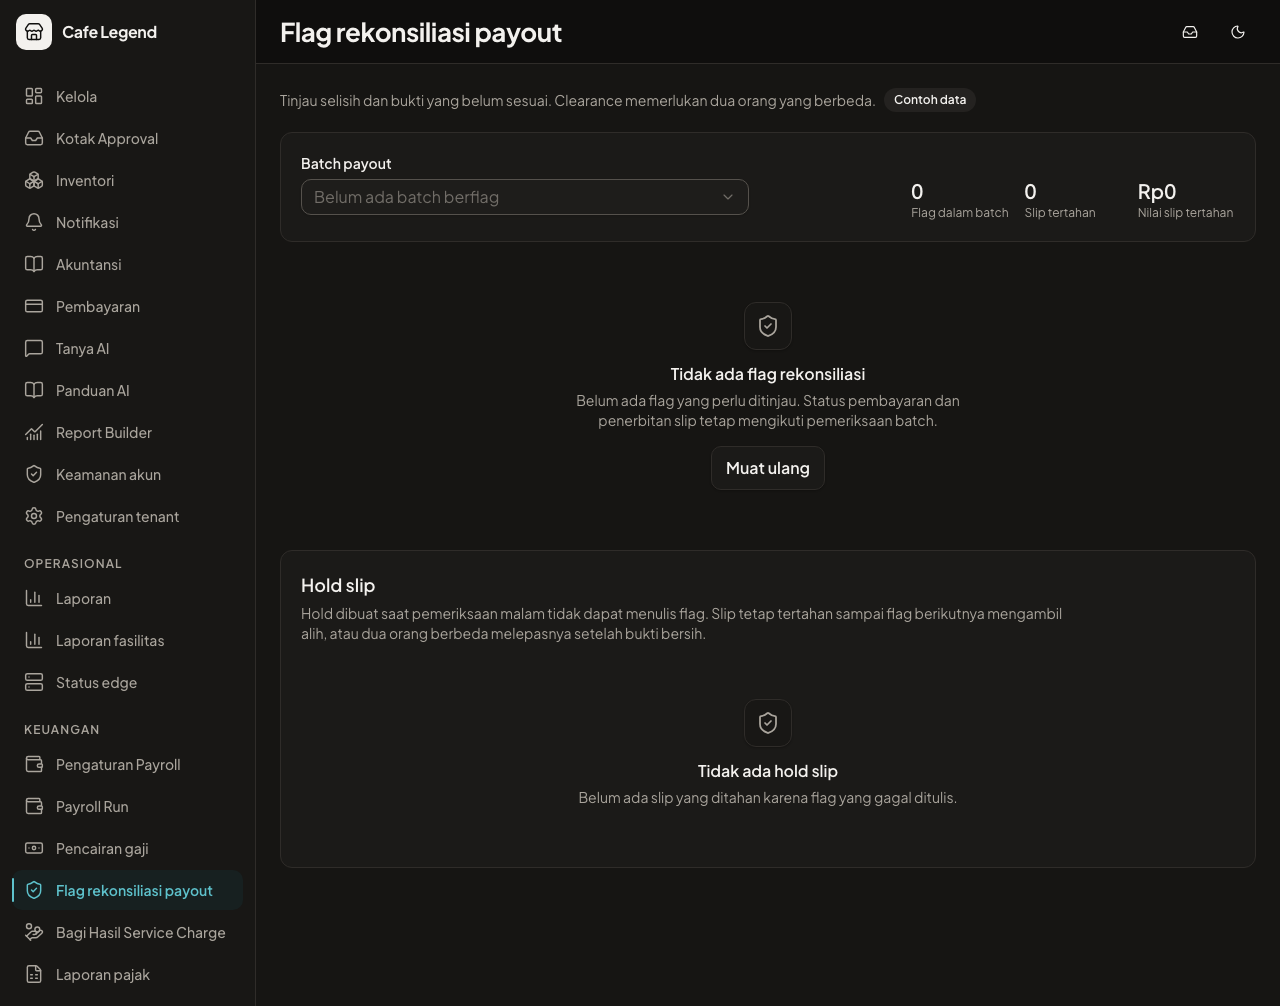 Cafe Legend
Kelola
Kotak Approval
Inventori
Notifikasi
Akuntansi
Pembayaran
Tanya AI
Panduan AI
Report Builder
Keamanan akun
Pengaturan tenant
OPERASIONAL
Laporan
Laporan fasilitas
Status edge
KEUANGAN
Pengaturan Payroll
Payroll Run
Pencairan gaji
Flag rekonsiliasi payout
Bagi Hasil Service Charge
Laporan pajak
Flag rekonsiliasi payout
Tinjau selisih dan bukti yang belum sesuai. Clearance memerlukan dua orang yang berbeda. Contoh data
Batch payout
Belum ada batch berflag
0
Flag dalam batch
0
Slip tertahan
Rp0
Nilai slip tertahan
Tidak ada flag rekonsiliasi
Belum ada flag yang perlu ditinjau. Status pembayaran dan
penerbitan slip tetap mengikuti pemeriksaan batch.
Muat ulang
Hold slip
Hold dibuat saat pemeriksaan malam tidak dapat menulis flag. Slip tetap tertahan sampai flag berikutnya mengambil
alih, atau dua orang berbeda melepasnya setelah bukti bersih.
Tidak ada hold slip
Belum ada slip yang ditahan karena flag yang gagal ditulis.